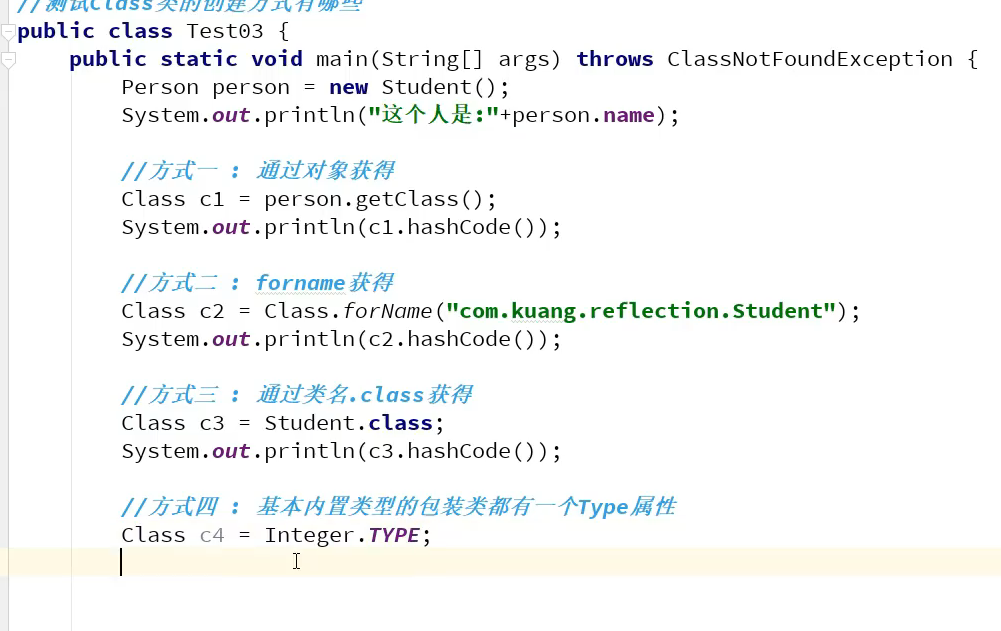 //测试Class类的创建方式有哪些
public class Test03 {
public static void main(String[] args) throws ClassNotFoundException {
Person person = new Student();
System.out.println("这个人是:"+person.name);
//方式一 : 通过对象获得
Class c1 = person.getClass();
System.out.println(c1.hashCode());
//方式二 : forname获得
Class c2 = Class.forName("com.kuang.reflection.Student");
System.out.println(c2.hashCode());
//方式三 : 通过类名.class获得
Class c3 = Student.class;
System.out.println(c3.hashCode());
//方式四 : 基本内置类型的包装类都有一个Type属性
Class c4 = Integer.TYPE;